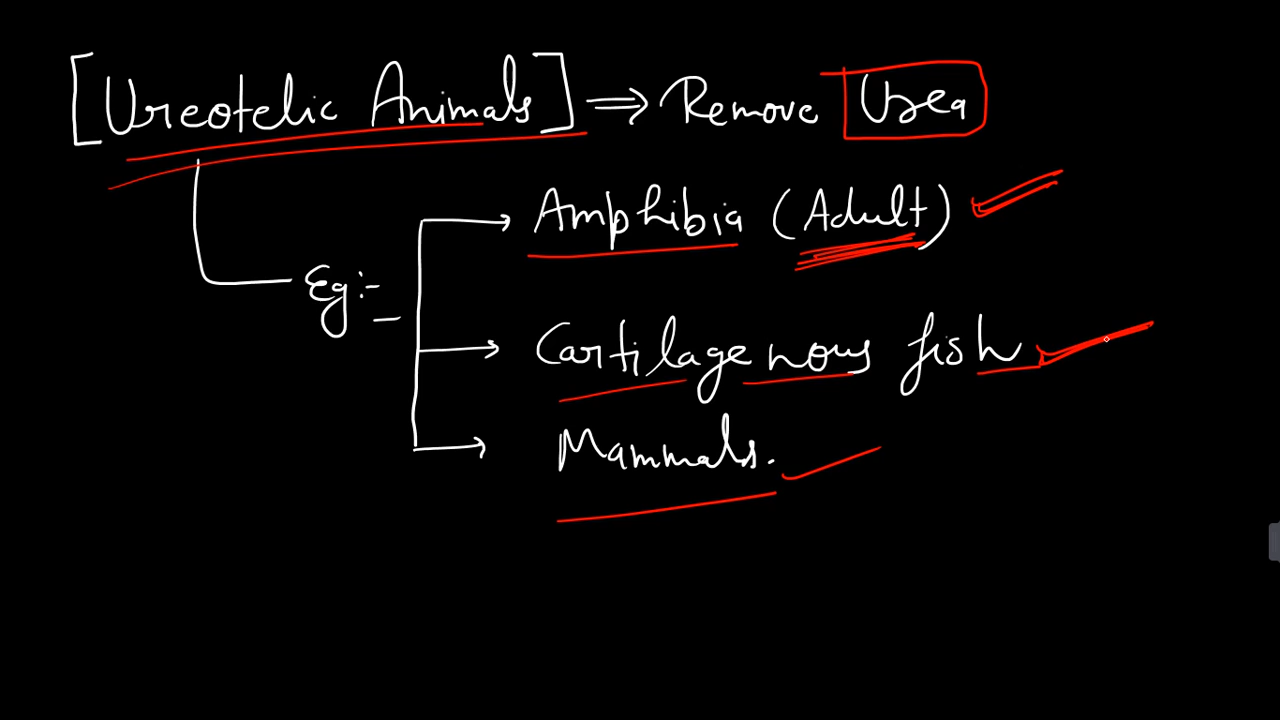 [Ureotelic Animals] ⇒ Remove Urea
Amphibia (Adult)
Eg:-
Cartilagenous fish
Mammals.